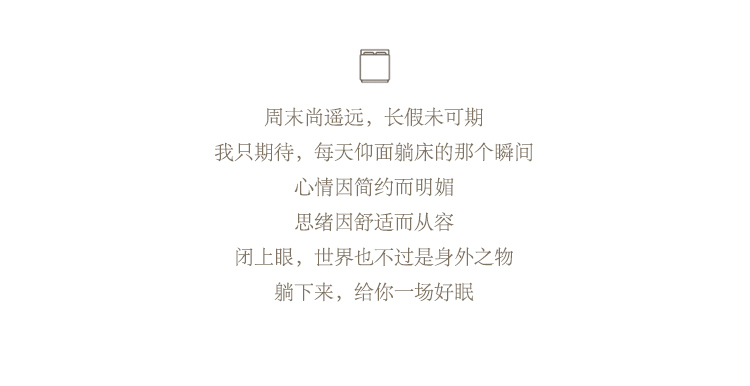 周末尚遥远，长假未可期
我只期待，每天仰面躺床的那个瞬间
心情因简约而明媚
思绪因舒适而从容
闭上眼，世界也不过是身外之物
躺下来，给你一场好眠